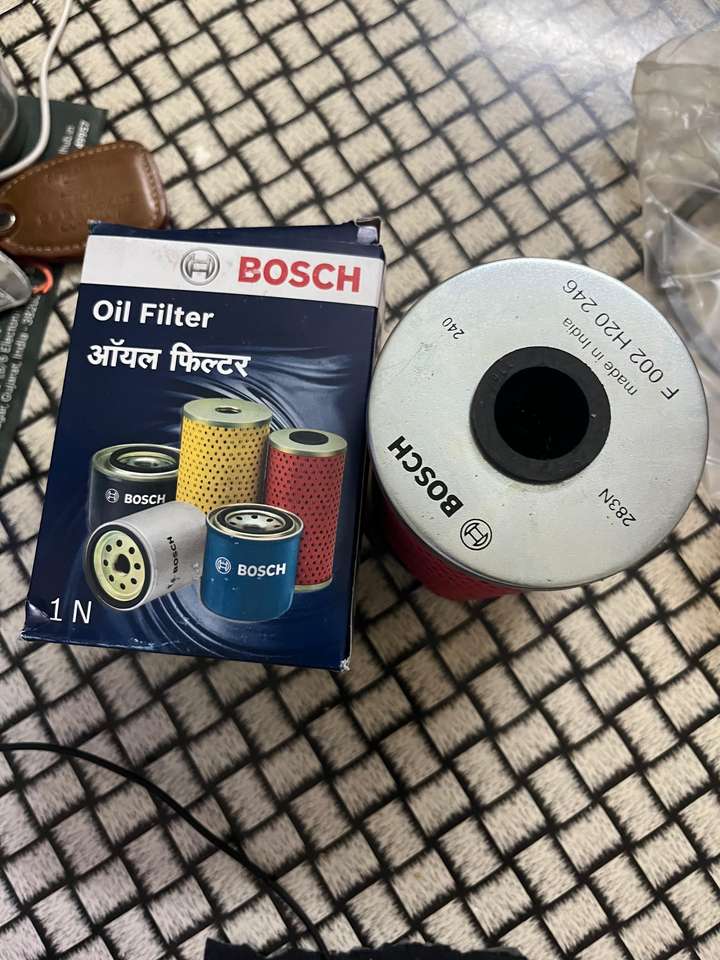 BOSCH
Oil Filter
ऑयल फिल्टर
BOSCH
BOSCH
BOSCH
1 N
F 002 H20 246
made in India
240
BOSCH
283N